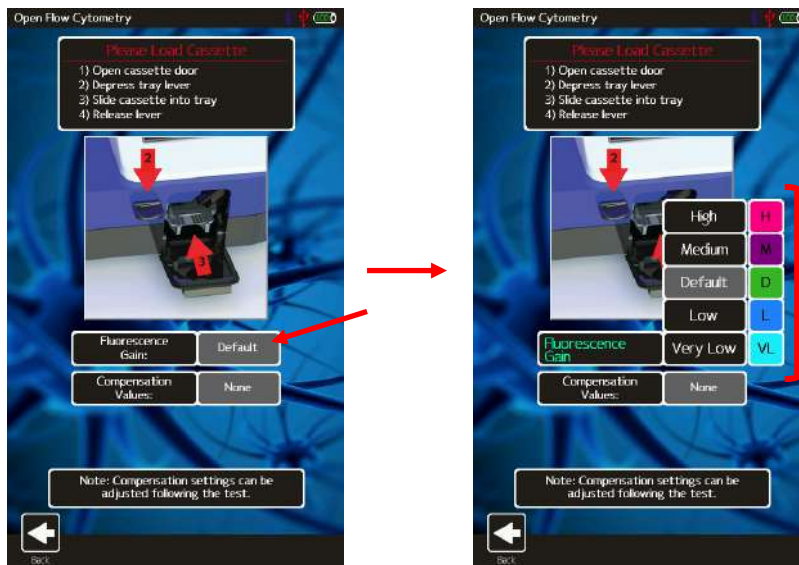 Open Flow Cytometry
Please Load Cassette
1) Open cassette door
2) Depress tray lever
3) Slide cassette into tray
4) Release lever
2
3
Fluorescence
Gain:
Default
Compensation
Values:
None
Note: Compensation settings can be
adjusted following the test.
Back
Open Flow Cytometry
Please Load Cassette
1) Open cassette door
2) Depress tray lever
3) Slide cassette into tray
4) Release lever
2
High H
Medium M
Default D
Low L
Very Low VL
Fluorescence
Gain
Compensation
Values:
None
Note: Compensation settings can be
adjusted following the test.
Back